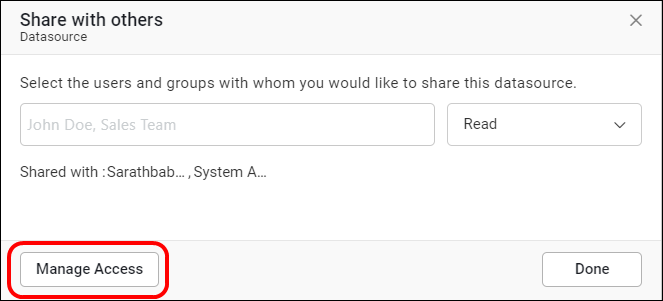 Share with others
Datasource
Select the users and groups with whom you would like to share this datasource.
John Doe, Sales Team
Read
Shared with :Sarathbab... , System A...
Manage Access
Done